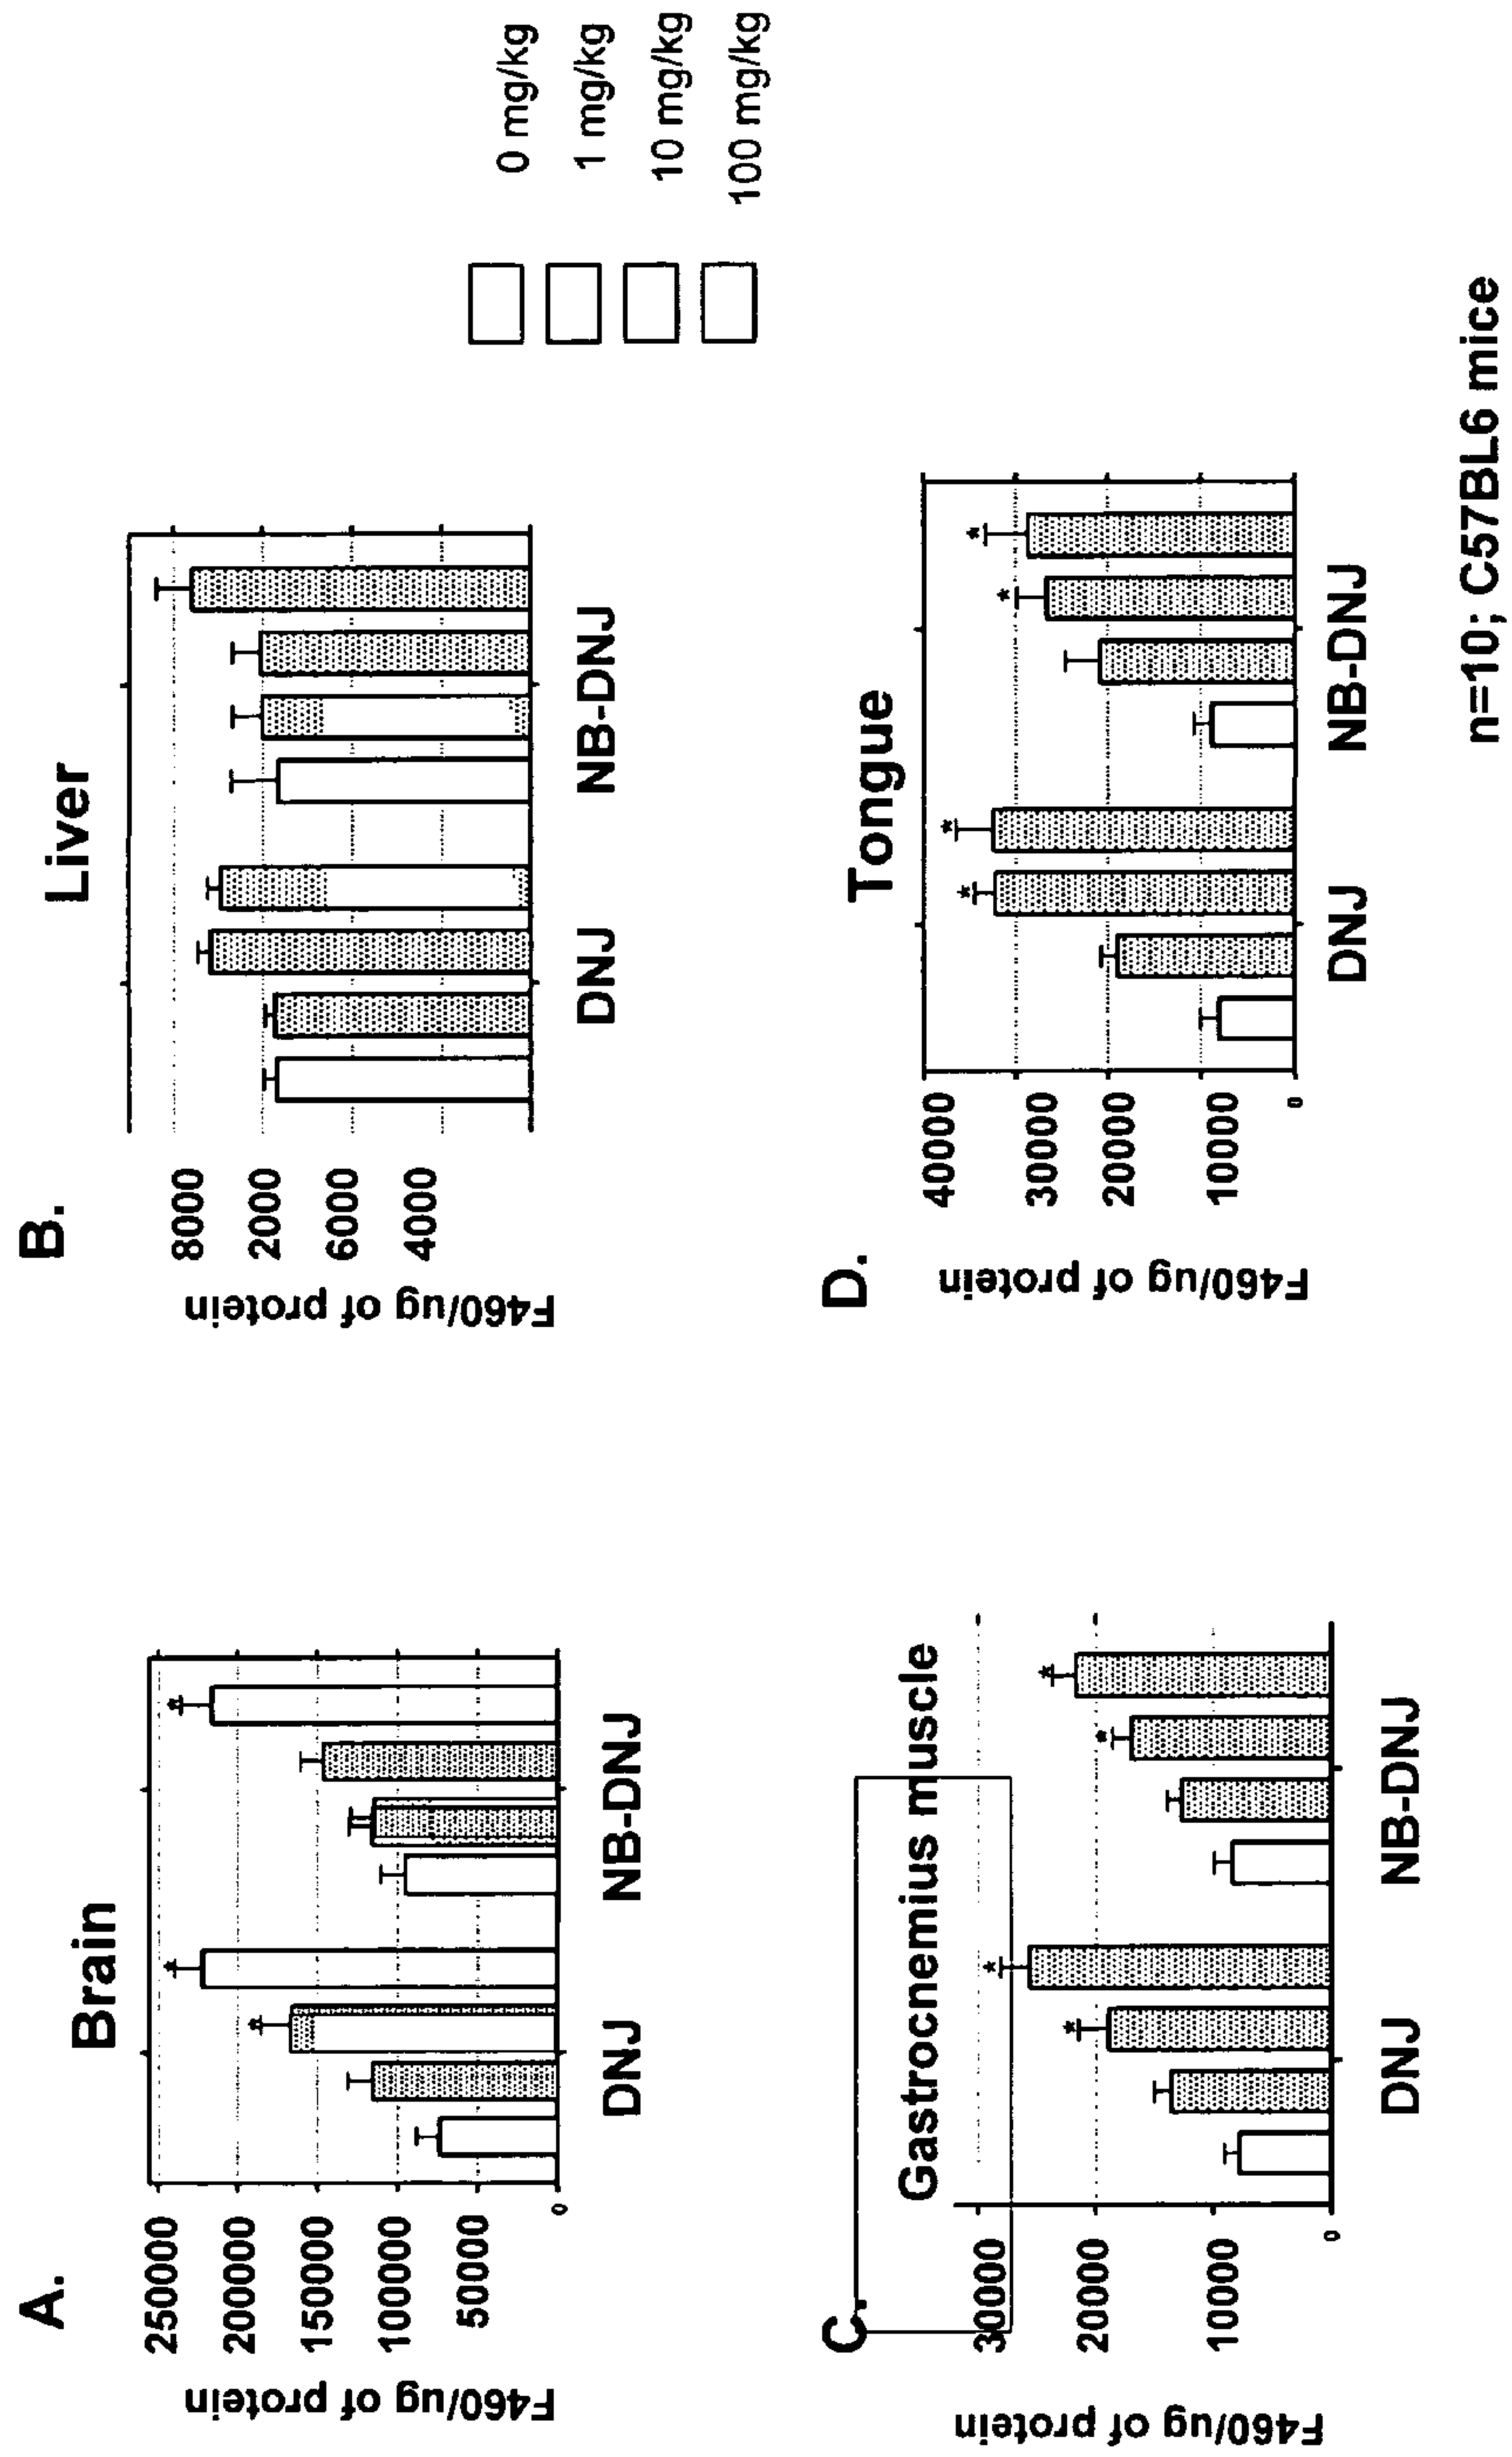 A.
Brain
F460/ug of protein
250000
200000
150000
100000
50000
0
DNJ NB-DNJ
B.
Liver
F460/ug of protein
8000
2000
6000
4000
DNJ NB-DNJ
0 mg/kg
1 mg/kg
10 mg/kg
100 mg/kg
C.
Gastrocnemius muscle
F460/ug of protein
30000
20000
10000
0
DNJ NB-DNJ
D.
Tongue
F460/ug of protein
40000
30000
20000
10000
0
DNJ NB-DNJ
n=10; C57BL6 mice